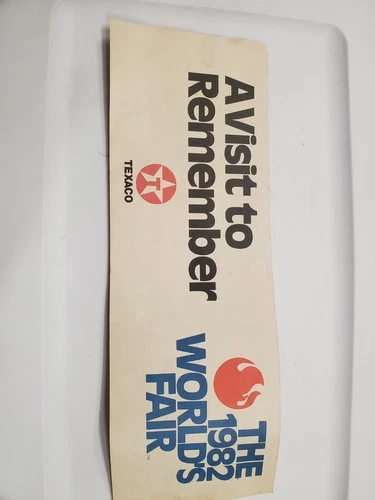 A Visit to
Remember
TEXACO
THE
1982
WORLD'S
FAIR